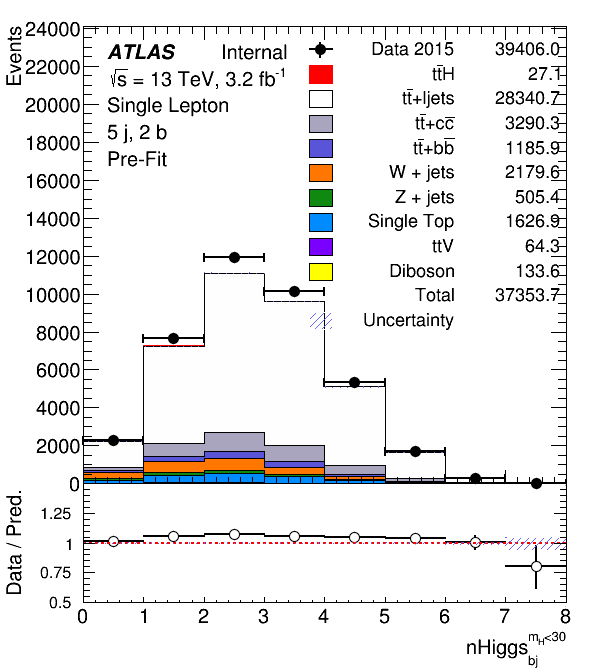 Events
24000
22000
20000
18000
16000
14000
12000
10000
8000
6000
4000
2000
0
ATLAS Internal
√s = 13 TeV, 3.2 fb⁻¹
Single Lepton
5 j, 2 b
Pre-Fit
Data 2015 39406.0
tt̄H 27.1
tt̄+ljets 28340.7
tt̄+cc̄ 3290.3
tt̄+bb̄ 1185.9
W + jets 2179.6
Z + jets 505.4
Single Top 1626.9
ttV 64.3
Diboson 133.6
Total 37353.7
Uncertainty
Data / Pred.
1.25
1
0.75
0.5
0 1 2 3 4 5 6 7 8
nHiggs_bj^{m_H<30}